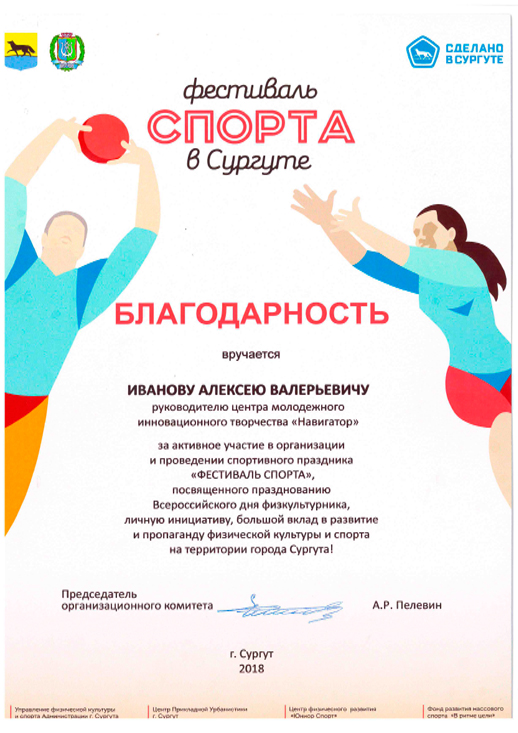 СДЕЛАНО
В СУРГУТЕ
фестиваль
СПОРТА
в Сургуте
БЛАГОДАРНОСТЬ
вручается
ИВАНОВУ АЛЕКСЕЮ ВАЛЕРЬЕВИЧУ
руководителю центра молодежного
инновационного творчества «Навигатор»
за активное участие в организации
и проведении спортивного праздника
«ФЕСТИВАЛЬ СПОРТА»,
посвященного празднованию
Всероссийского дня физкультурника,
личную инициативу, большой вклад в развитие
и пропаганду физической культуры и спорта
на территории города Сургута!
Председатель
организационного комитета
А.Р. Пелевин
г. Сургут
2018
Управление физической культуры
и спорта Администрации г. Сургута
Центр Прикладной Урбанистики
г. Сургут
Центр физического развития
«Юниор Спорт»
Фонд развития массового
спорта «В ритме цели»